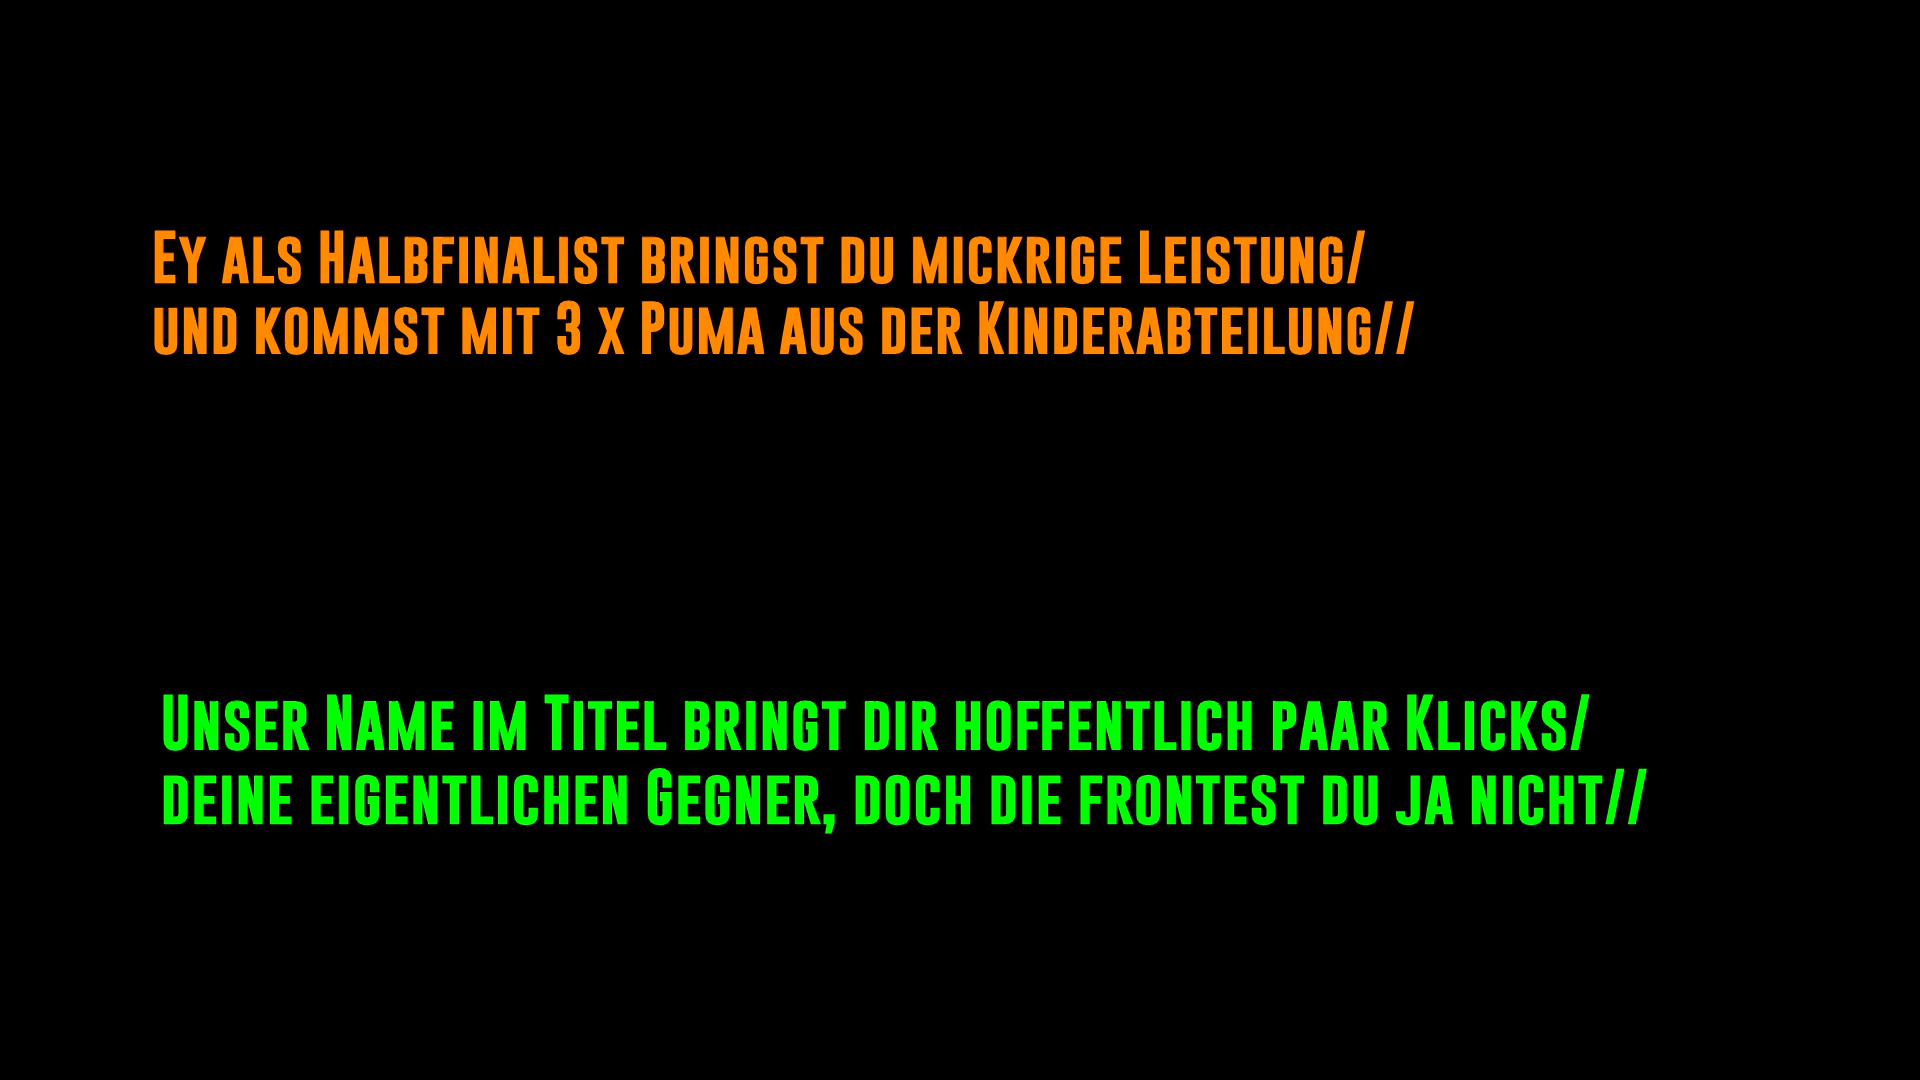 Ey als Halbfinalist bringst du mickrige Leistung/
und kommst mit 3 x Puma aus der Kinderabteilung//
Unser Name im Titel bringt dir hoffentlich paar Klicks/
deine eigentlichen Gegner, doch die frontest du ja nicht//